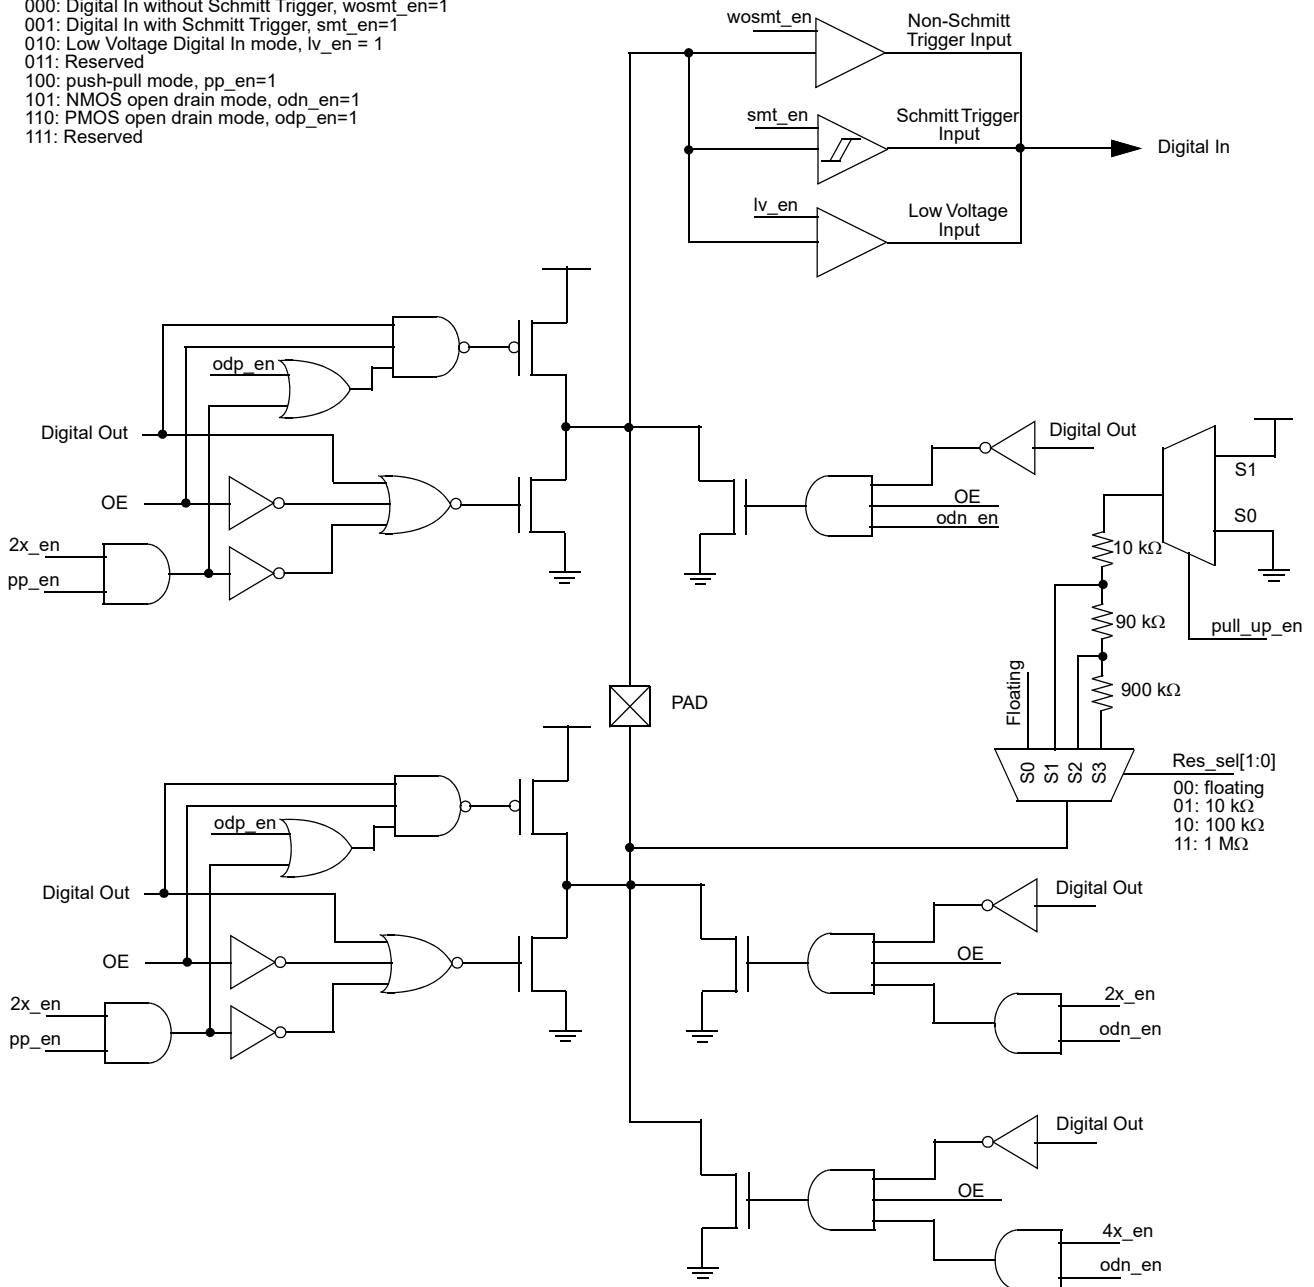 000: Digital In without Schmitt Trigger, wosmt_en=1
001: Digital In with Schmitt Trigger, smt_en=1
010: Low Voltage Digital In mode, lv_en = 1
011: Reserved
100: push-pull mode, pp_en=1
101: NMOS open drain mode, odn_en=1
110: PMOS open drain mode, odp_en=1
111: Reserved
wosmt_en
Non-Schmitt
Trigger Input
smt_en
Schmitt Trigger
Input
Digital In
lv_en
Low Voltage
Input
odp_en
Digital Out
OE
2x_en
pp_en
Digital Out
OE
odn_en
S1
S0
10 kΩ
90 kΩ
pull_up_en
900 kΩ
Floating
PAD
S0
S1
S2
S3
Res_sel[1:0]
00: floating
01: 10 kΩ
10: 100 kΩ
11: 1 MΩ
odp_en
Digital Out
OE
2x_en
pp_en
Digital Out
OE
2x_en
odn_en
Digital Out
OE
4x_en
odn_en